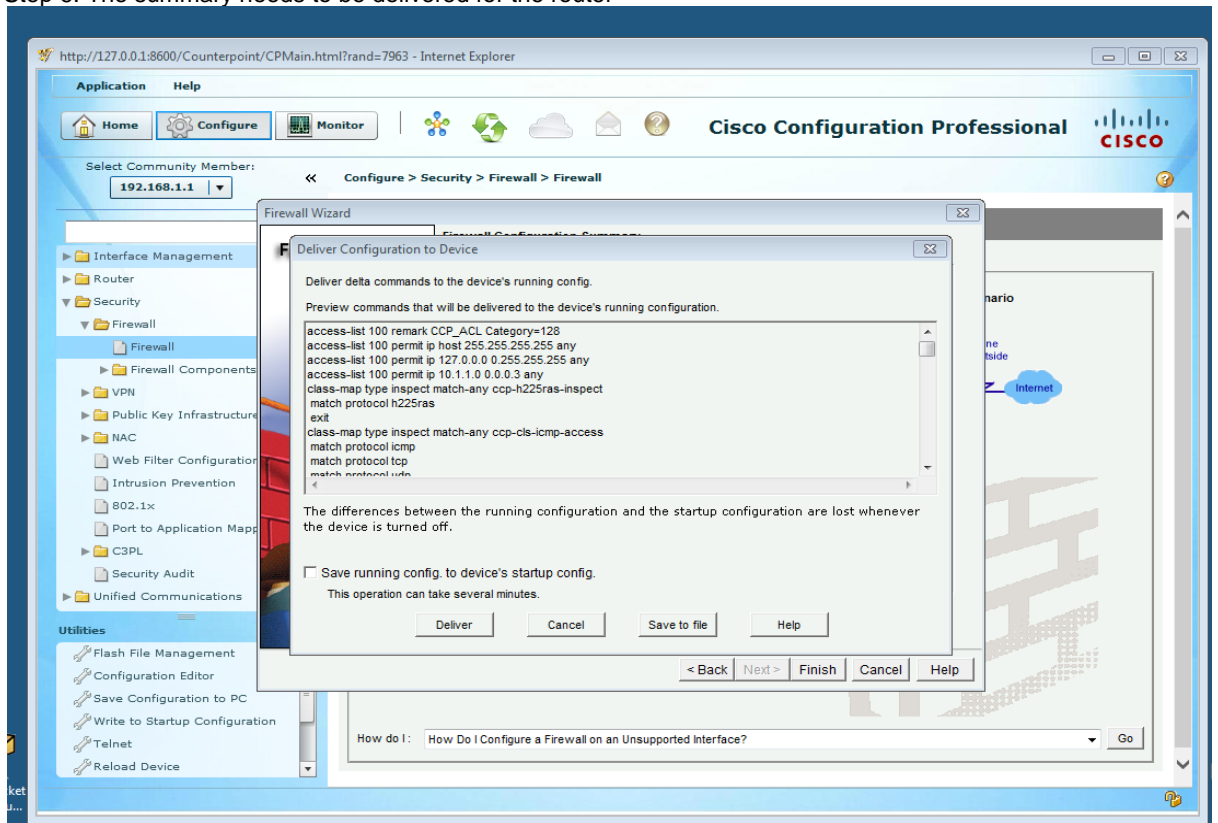 http://127.0.0.1:8600/Counterpoint/CPMain.html?rand=7963 - Internet Explorer
Application Help
Home Configure Monitor
Cisco Configuration Professional
CISCO
Select Community Member:
192.168.1.1
Configure > Security > Firewall > Firewall
Interface Management
Router
Security
Firewall
Firewall
Firewall Components
VPN
Public Key Infrastructure
NAC
Web Filter Configuration
Intrusion Prevention
802.1x
Port to Application Mapp
C3PL
Security Audit
Unified Communications
Utilities
Flash File Management
Configuration Editor
Save Configuration to PC
Write to Startup Configuration
Telnet
Reload Device
Firewall Wizard
F
Deliver Configuration to Device
Deliver delta commands to the device's running config.
Preview commands that will be delivered to the device's running configuration.
access-list 100 remark CCP_ACL Category=128
access-list 100 permit ip host 255.255.255.255 any
access-list 100 permit ip 127.0.0.0 0.255.255.255 any
access-list 100 permit ip 10.1.1.0 0.0.0.3 any
class-map type inspect match-any ccp-h225ras-inspect
match protocol h225ras
exit
class-map type inspect match-any ccp-cls-icmp-access
match protocol icmp
match protocol tcp
match protocol udp
The differences between the running configuration and the startup configuration are lost whenever
the device is turned off.
Save running config. to device's startup config.
This operation can take several minutes.
Deliver Cancel Save to file Help
< Back Next > Finish Cancel Help
nario
ne
tside
Internet
How do I: How Do I Configure a Firewall on an Unsupported Interface? Go
ket
u...